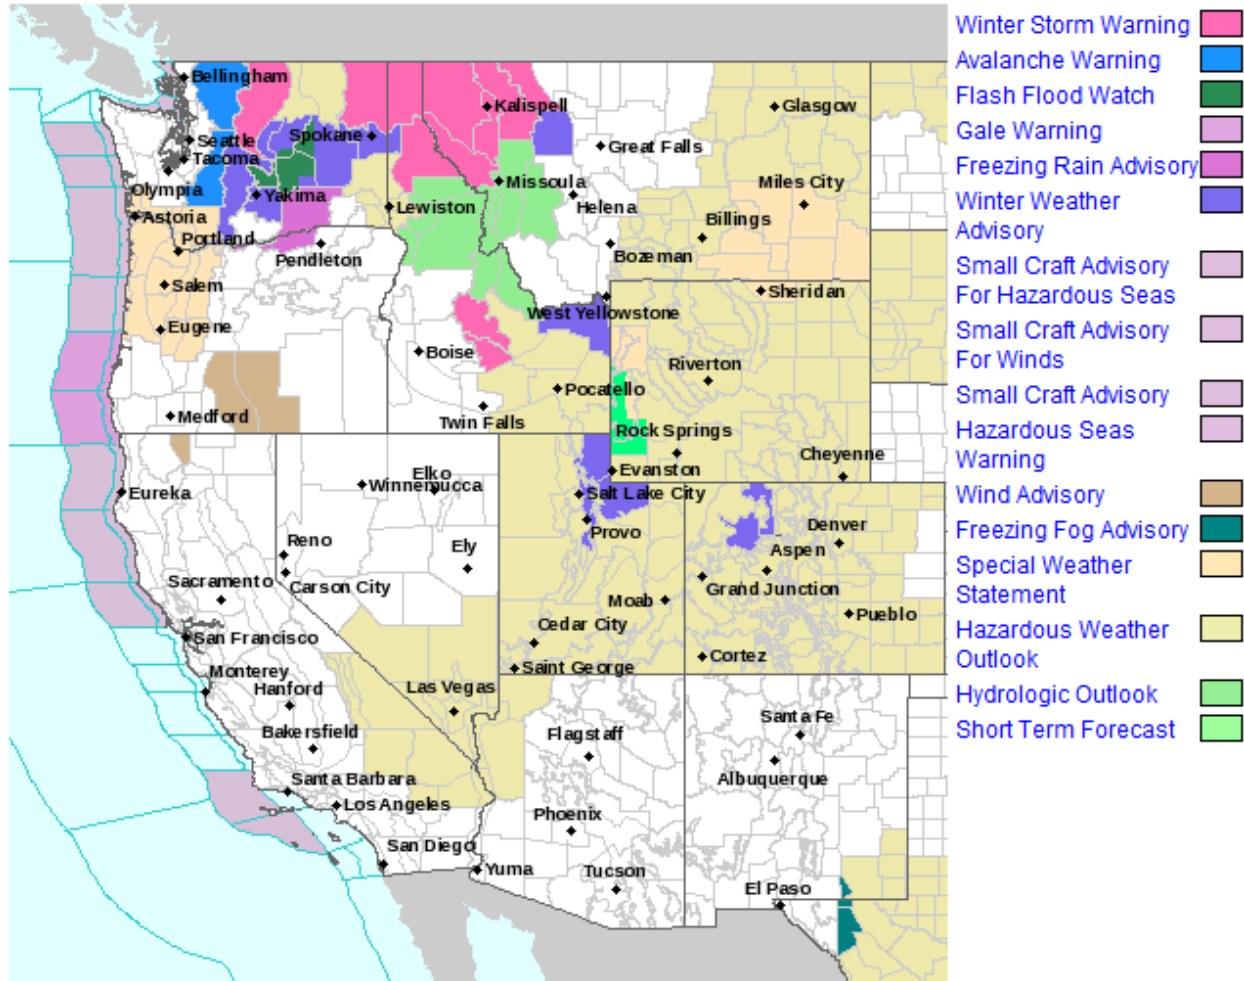 Winter Storm Warning
Avalanche Warning
Flash Flood Watch
Gale Warning
Freezing Rain Advisory
Winter Weather
Advisory
Small Craft Advisory
For Hazardous Seas
Small Craft Advisory
For Winds
Small Craft Advisory
Hazardous Seas
Warning
Wind Advisory
Freezing Fog Advisory
Special Weather
Statement
Hazardous Weather
Outlook
Hydrologic Outlook
Short Term Forecast
Bellingham
Kalispell
Glasgow
Seattle
Spokane
Great Falls
Tacoma
Olympia
Yakima
Missoula
Miles City
Astoria
Lewiston
Helena
Billings
Portland
Pendleton
Bozeman
Salem
Sheridan
West Yellowstone
Eugene
Boise
Riverton
Pocatello
Medford
Twin Falls
Rock Springs
Cheyenne
Evanston
Elko
Winnemucca
Eureka
Salt Lake City
Provo
Denver
Reno
Ely
Aspen
Carson City
Grand Junction
Sacramento
Moab
Pueblo
Cedar City
San Francisco
Cortez
Saint George
Monterey
Hanford
Las Vegas
Santa Fe
Flagstaff
Bakersfield
Albuquerque
Santa Barbara
Los Angeles
Phoenix
San Diego
Yuma
Tucson
El Paso